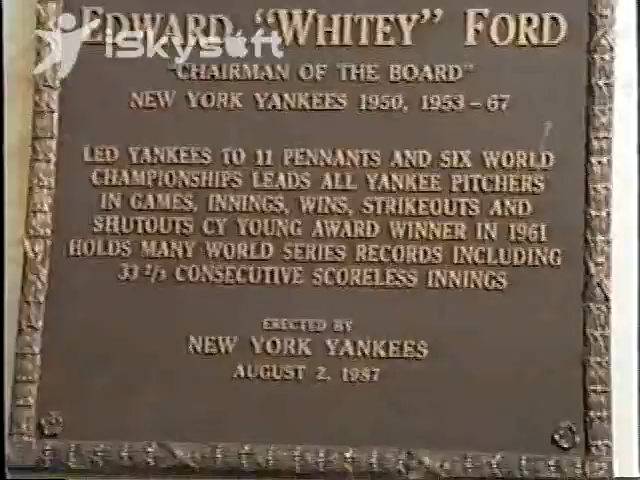 EDWARD "WHITEY" FORD
iSkysoft
"CHAIRMAN OF THE BOARD"
NEW YORK YANKEES 1950, 1953 – 67
LED YANKEES TO 11 PENNANTS AND SIX WORLD
CHAMPIONSHIPS LEADS ALL YANKEE PITCHERS
IN GAMES, INNINGS, WINS, STRIKEOUTS AND
SHUTOUTS CY YOUNG AWARD WINNER IN 1961
HOLDS MANY WORLD SERIES RECORDS INCLUDING
33 2/3 CONSECUTIVE SCORELESS INNINGS
ERECTED BY
NEW YORK YANKEES
AUGUST 2, 1987